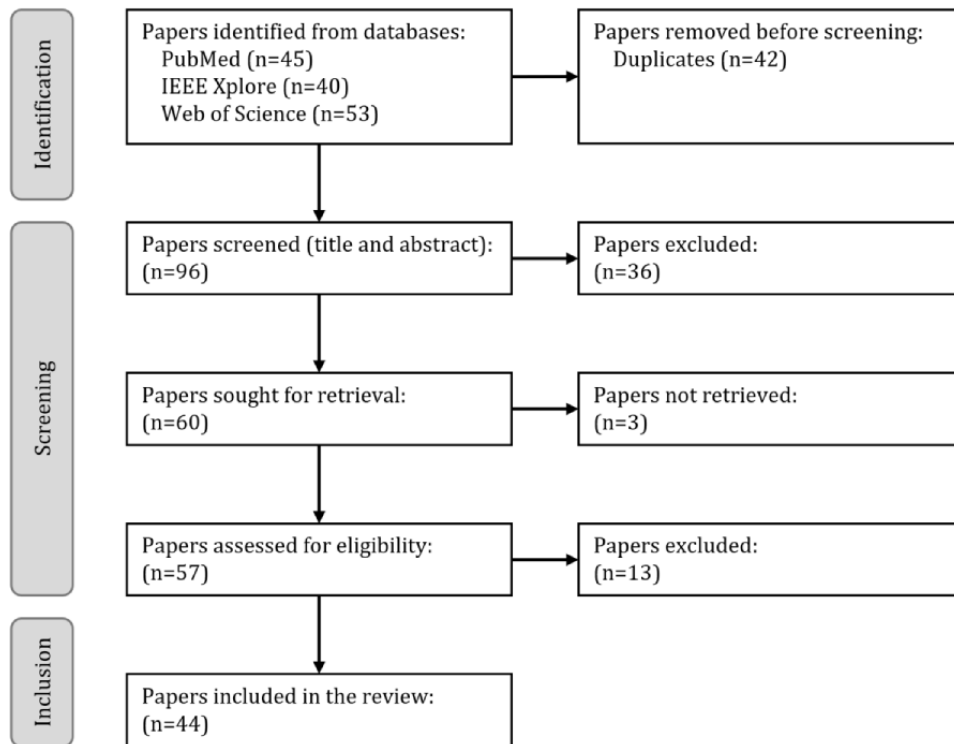 Identification
Papers identified from databases:
PubMed (n=45)
IEEE Xplore (n=40)
Web of Science (n=53)
Papers removed before screening:
Duplicates (n=42)
Screening
Papers screened (title and abstract):
(n=96)
Papers excluded:
(n=36)
Papers sought for retrieval:
(n=60)
Papers not retrieved:
(n=3)
Papers assessed for eligibility:
(n=57)
Papers excluded:
(n=13)
Inclusion
Papers included in the review:
(n=44)